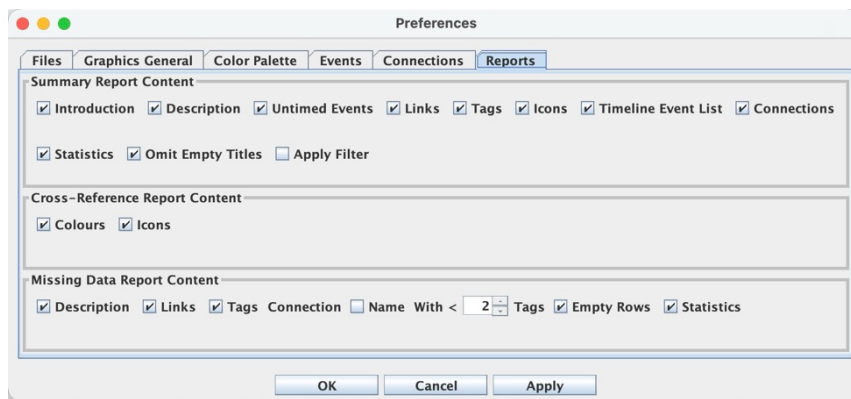 Preferences
Files Graphics General Color Palette Events Connections Reports
Summary Report Content
Introduction Description Untimed Events Links Tags Icons Timeline Event List Connections
Statistics Omit Empty Titles Apply Filter
Cross-Reference Report Content
Colours Icons
Missing Data Report Content
Description Links Tags Connection Name With < 2 Tags Empty Rows Statistics
OK Cancel Apply